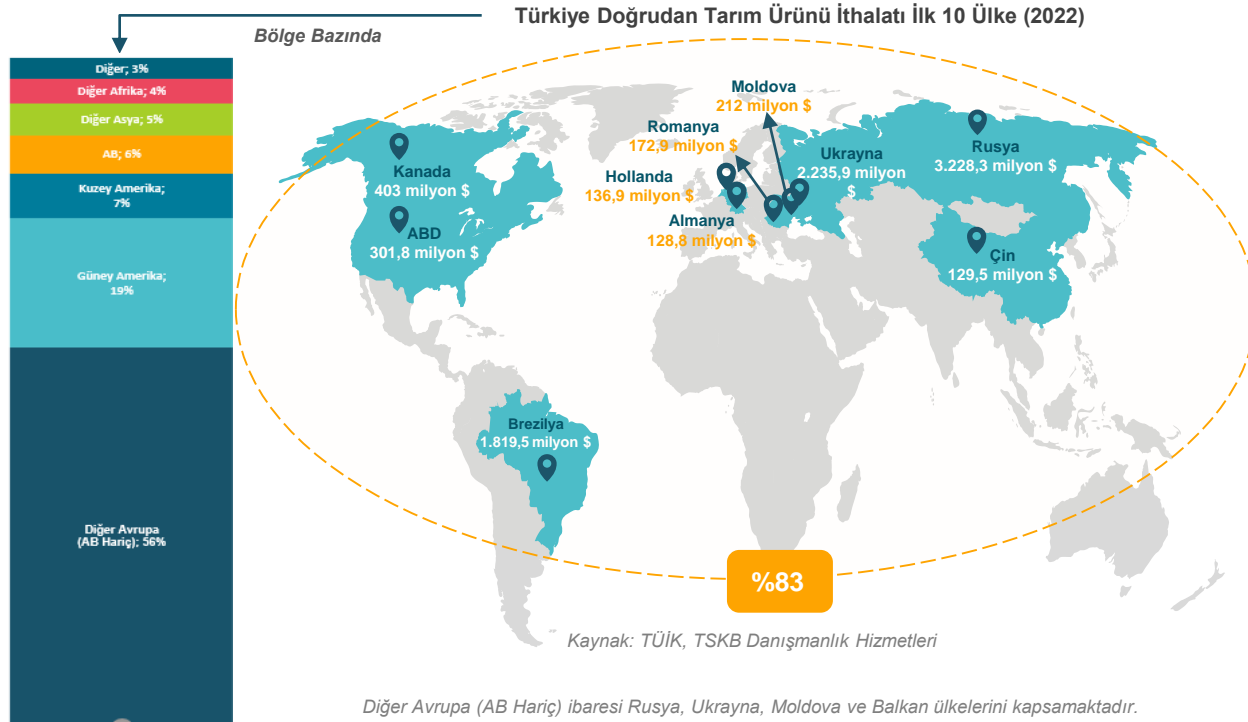 Türkiye Doğrudan Tarım Ürünü İthalatı İlk 10 Ülke (2022)
Bölge Bazında
Diğer; 3%
Diğer Afrika; 4%
Diğer Asya; 5%
AB; 6%
Kuzey Amerika;
7%
Güney Amerika;
19%
Diğer Avrupa
(AB Hariç); 56%
Moldova
212 milyon $
Romanya
172,9 milyon $
Hollanda
136,9 milyon $
Almanya
128,8 milyon $
Ukrayna
2.235,9 milyon
$
Rusya
3.228,3 milyon $
Kanada
403 milyon $
ABD
301,8 milyon $
Çin
129,5 milyon $
Brezilya
1.819,5 milyon $
%83
Kaynak: TÜİK, TSKB Danışmanlık Hizmetleri
Diğer Avrupa (AB Hariç) ibaresi Rusya, Ukrayna, Moldova ve Balkan ülkelerini kapsamaktadır.